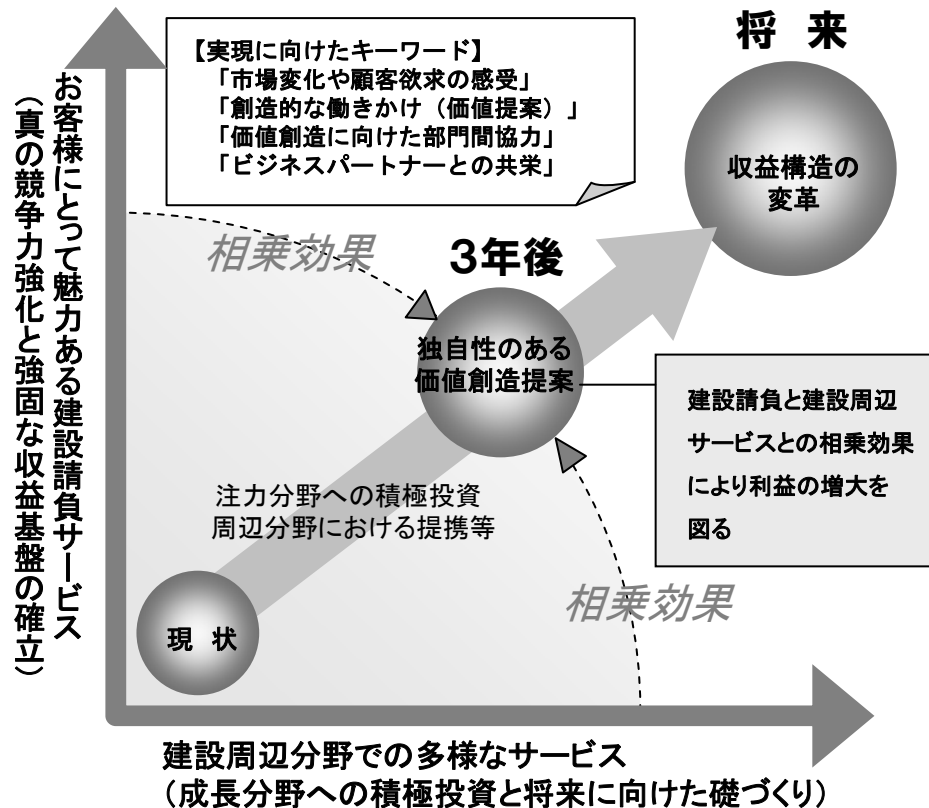 将 来
【実現に向けたキーワード】
「市場変化や顧客欲求の感受」
「創造的な働きかけ（価値提案）」
「価値創造に向けた部門間協力」
「ビジネスパートナーとの共栄」
収益構造の
変革
お客様にとって魅力ある建設請負サービス
（真の競争力強化と強固な収益基盤の確立）
相乗効果
３年後
独自性のある
価値創造提案
建設請負と建設周辺
サービスとの相乗効果
により利益の増大を
図る
注力分野への積極投資
周辺分野における提携等
相乗効果
現 状
建設周辺分野での多様なサービス
（成長分野への積極投資と将来に向けた礎づくり）